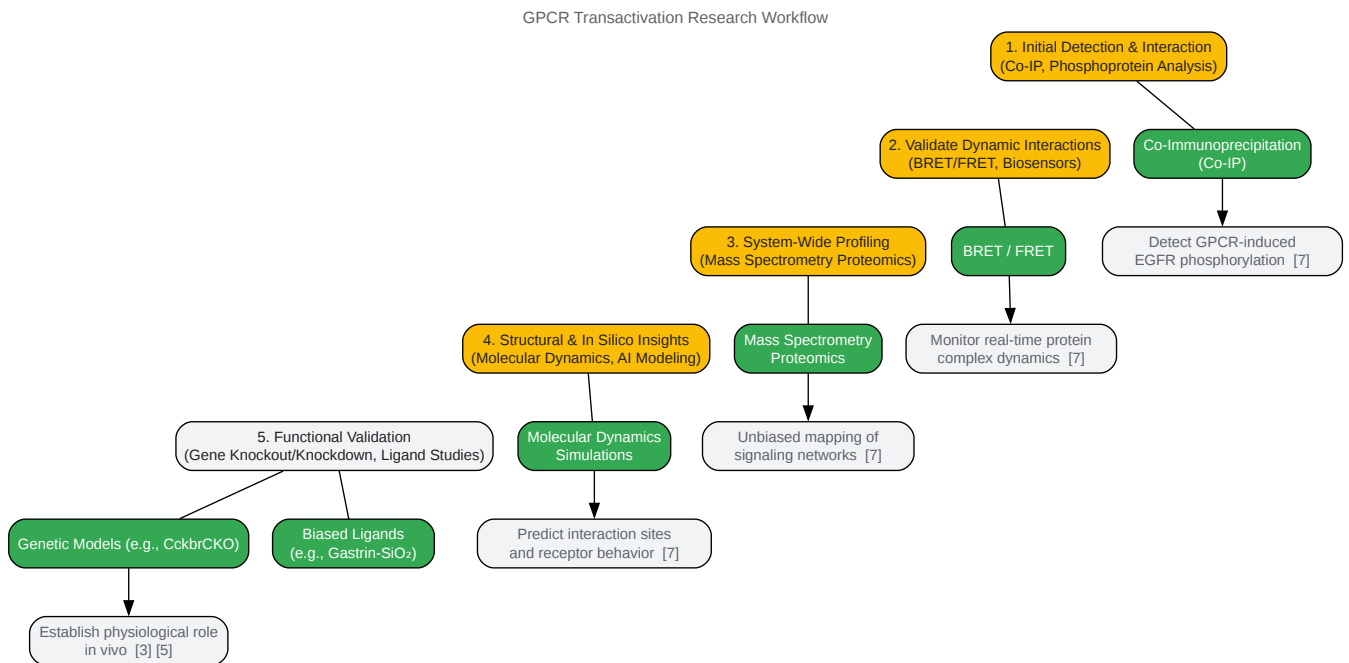 GPCR Transactivation Research Workflow
1. Initial Detection & Interaction
(Co-IP, Phosphoprotein Analysis)
2. Validate Dynamic Interactions
(BRET/FRET, Biosensors)
Co-Immunoprecipitation
(Co-IP)
3. System-Wide Profiling
(Mass Spectrometry Proteomics)
BRET / FRET
Detect GPCR-induced
EGFR phosphorylation [7]
4. Structural & In Silico Insights
(Molecular Dynamics, AI Modeling)
Mass Spectrometry
Proteomics
Monitor real-time protein
complex dynamics [7]
5. Functional Validation
(Gene Knockout/Knockdown, Ligand Studies)
Molecular Dynamics
Simulations
Unbiased mapping of
signaling networks [7]
Genetic Models (e.g., CckbrCKO)
Biased Ligands
(e.g., Gastrin-SiO₂)
Predict interaction sites
and receptor behavior [7]
Establish physiological role
in vivo [3] [5]